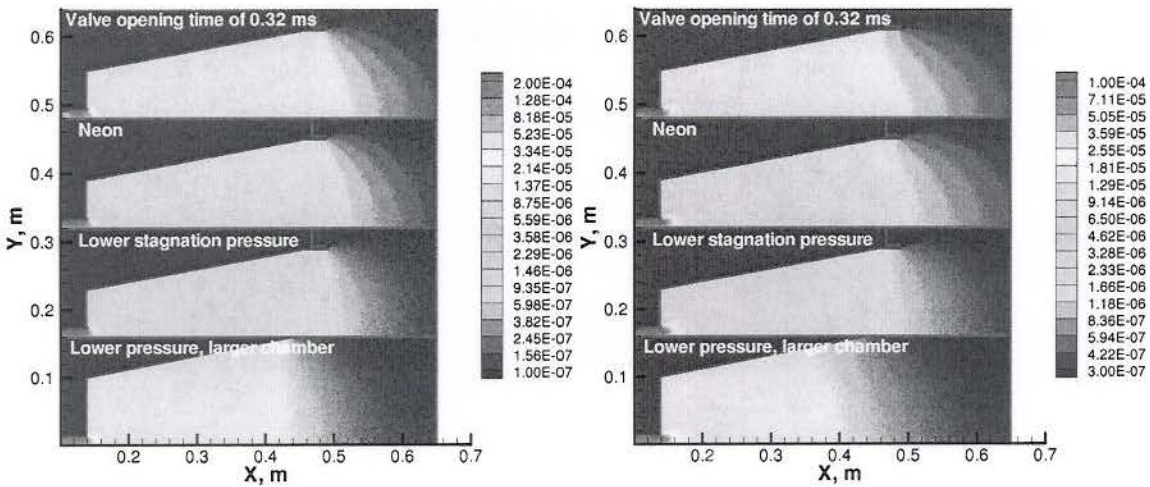 Valve opening time of 0.32 ms
Neon
Lower stagnation pressure
Lower pressure, larger chamber
Y, m
0.6
0.5
0.4
0.3
0.2
0.1
0.2 0.3 0.4 0.5 0.6 0.7
X, m
2.00E-04
1.28E-04
8.18E-05
5.23E-05
3.34E-05
2.14E-05
1.37E-05
8.75E-06
5.59E-06
3.58E-06
2.29E-06
1.46E-06
9.35E-07
5.98E-07
3.82E-07
2.45E-07
1.56E-07
1.00E-07
Valve opening time of 0.32 ms
Neon
Lower stagnation pressure
Lower pressure, larger chamber
Y, m
0.6
0.5
0.4
0.3
0.2
0.1
0.2 0.3 0.4 0.5 0.6 0.7
X, m
1.00E-04
7.11E-05
5.05E-05
3.59E-05
2.55E-05
1.81E-05
1.29E-05
9.14E-06
6.50E-06
4.62E-06
3.28E-06
2.33E-06
1.66E-06
1.18E-06
8.36E-07
5.94E-07
4.22E-07
3.00E-07